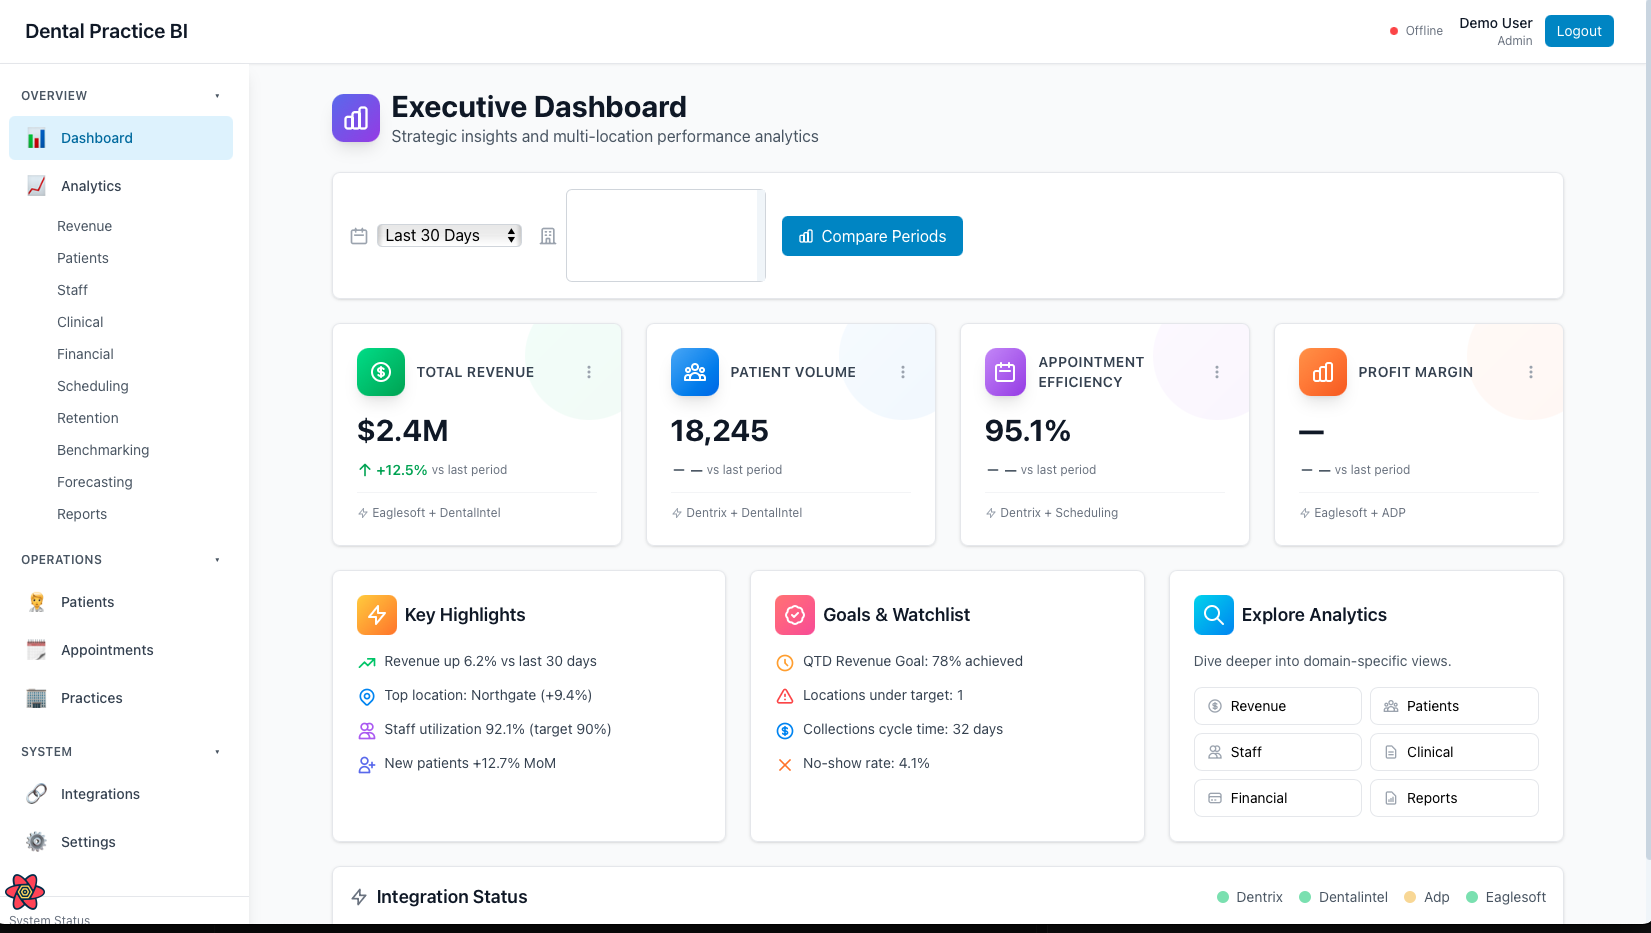 Dental Practice BI
Offline
Demo User
Admin
Logout
OVERVIEW
Dashboard
Analytics
Revenue
Patients
Staff
Clinical
Financial
Scheduling
Retention
Benchmarking
Forecasting
Reports
OPERATIONS
Patients
Appointments
Practices
SYSTEM
Integrations
Settings
System Status
Executive Dashboard
Strategic insights and multi-location performance analytics
Last 30 Days
Compare Periods
TOTAL REVENUE
$2.4M
+12.5% vs last period
Eaglesoft + DentalIntel
PATIENT VOLUME
18,245
— — vs last period
Dentrix + DentalIntel
APPOINTMENT
EFFICIENCY
95.1%
— — vs last period
Dentrix + Scheduling
PROFIT MARGIN
—
— — vs last period
Eaglesoft + ADP
Key Highlights
Revenue up 6.2% vs last 30 days
Top location: Northgate (+9.4%)
Staff utilization 92.1% (target 90%)
New patients +12.7% MoM
Goals & Watchlist
QTD Revenue Goal: 78% achieved
Locations under target: 1
Collections cycle time: 32 days
No-show rate: 4.1%
Explore Analytics
Dive deeper into domain-specific views.
Revenue
Patients
Staff
Clinical
Financial
Reports
Integration Status
Dentrix
Dentalintel
Adp
Eaglesoft